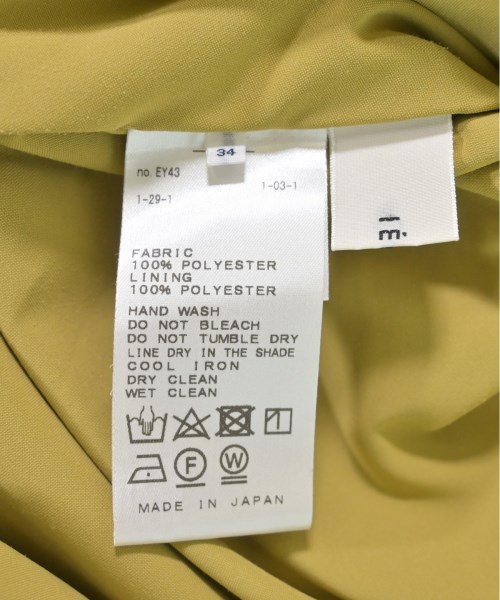 34
no. EY43
1-29-1 1-03-1
FABRIC
100% POLYESTER
LINING
100% POLYESTER
HAND WASH
DO NOT BLEACH
DO NOT TUMBLE DRY
LINE DRY IN THE SHADE
COOL IRON
DRY CLEAN
WET CLEAN
F W
MADE IN JAPAN